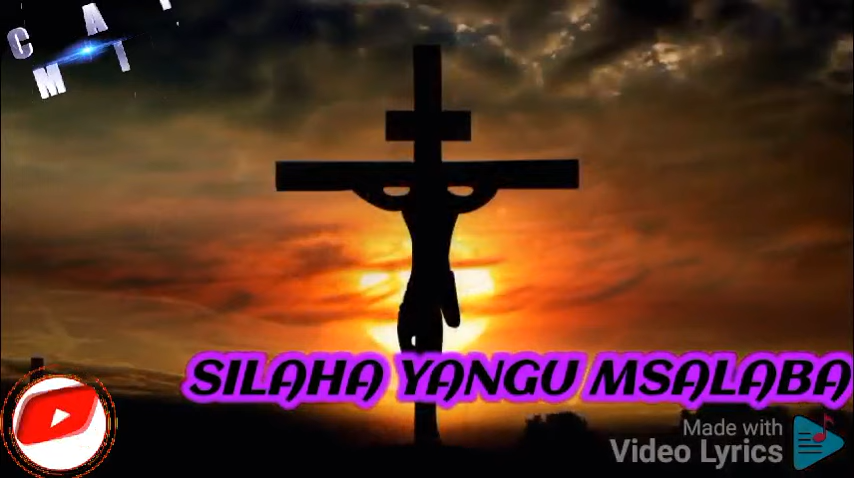 C A T
M T
SILAHA YANGU MSALABA
Made with
Video Lyrics